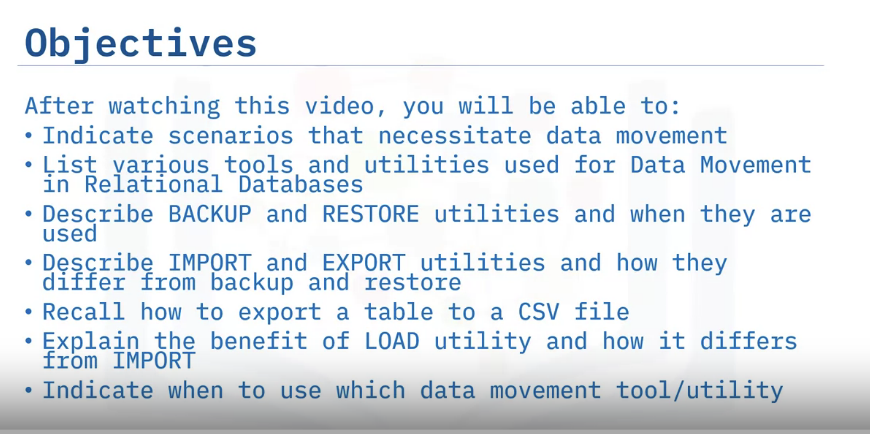 Objectives
After watching this video, you will be able to:
• Indicate scenarios that necessitate data movement
• List various tools and utilities used for Data Movement
in Relational Databases
• Describe BACKUP and RESTORE utilities and when they are
used
• Describe IMPORT and EXPORT utilities and how they
differ from backup and restore
• Recall how to export a table to a CSV file
• Explain the benefit of LOAD utility and how it differs
from IMPORT
• Indicate when to use which data movement tool/utility